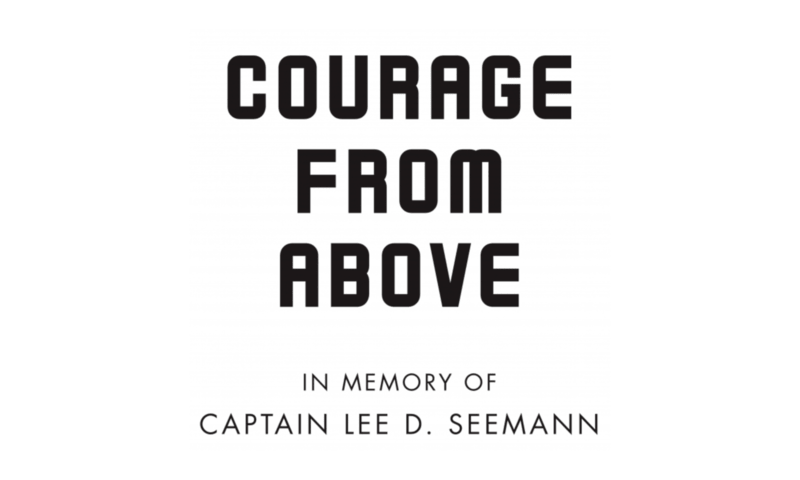 COURAGE
FROM
ABOVE
IN MEMORY OF
CAPTAIN LEE D. SEEMANN